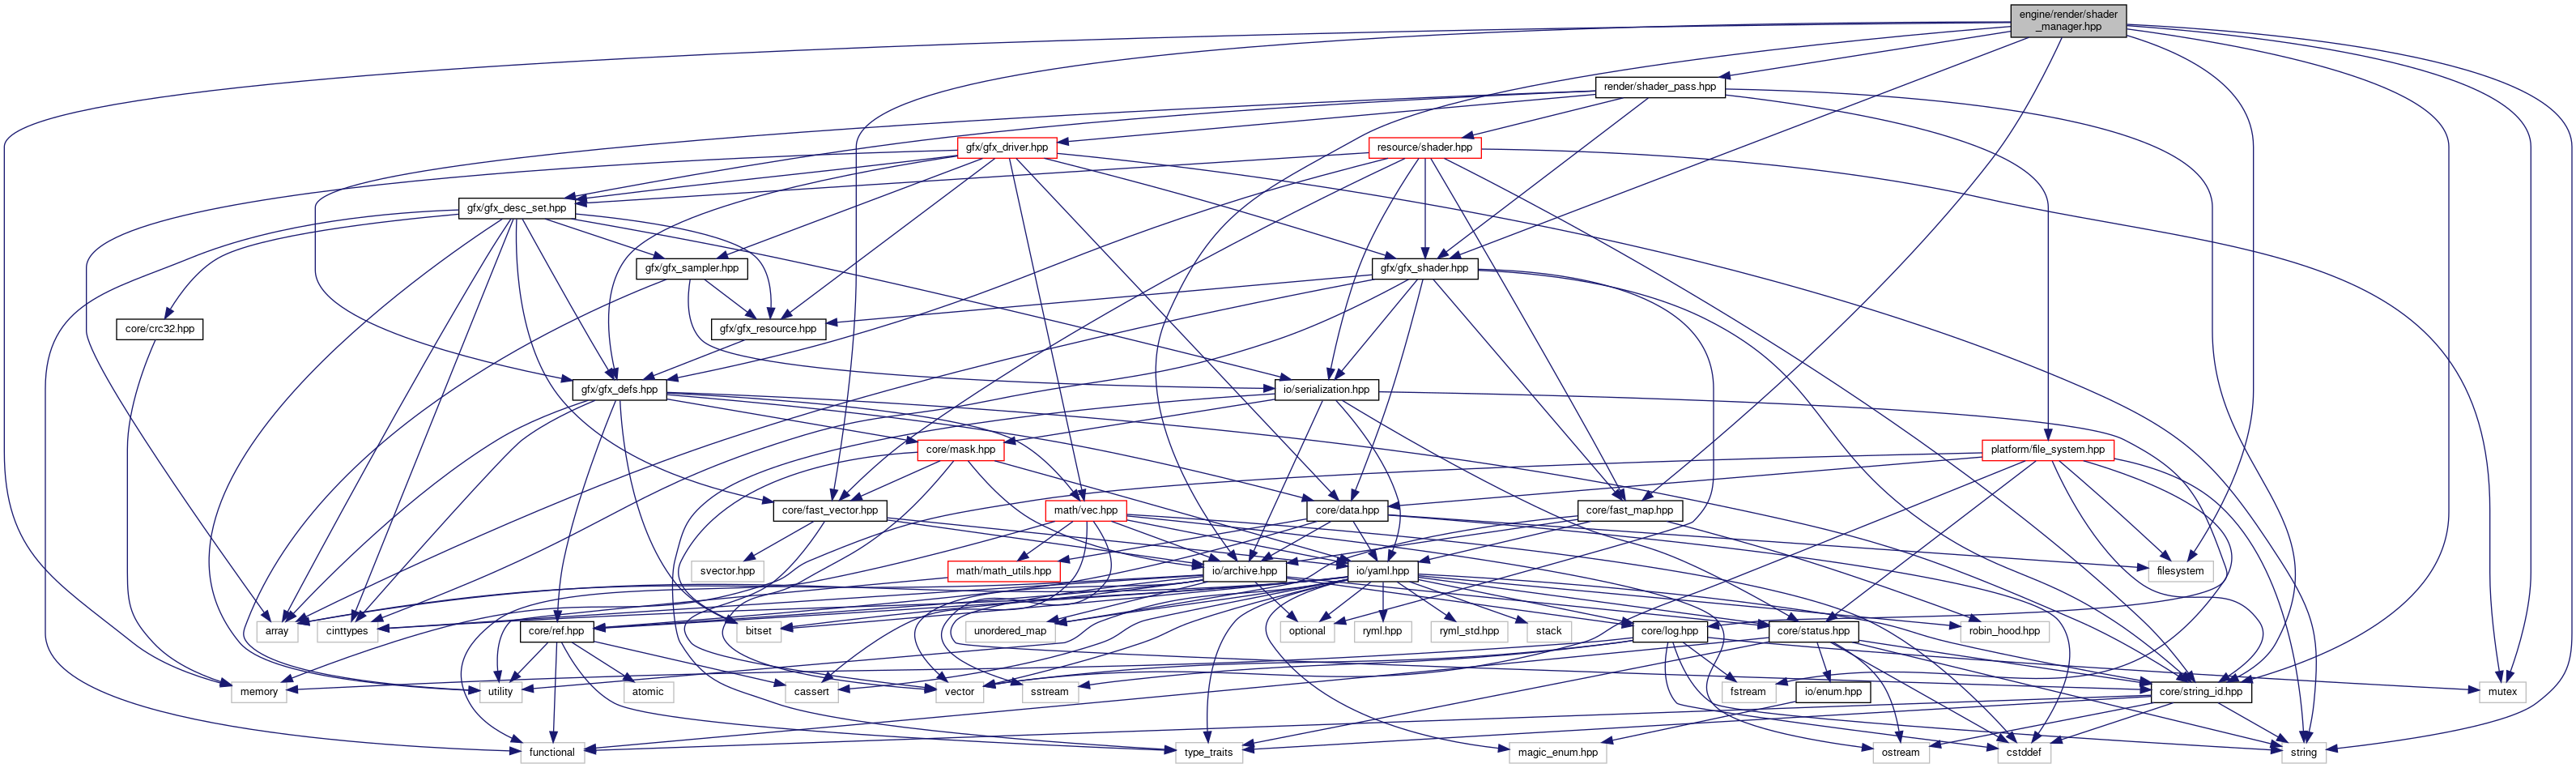 engine/render/shader
_manager.hpp
render/shader_pass.hpp
gfx/gfx_driver.hpp
resource/shader.hpp
gfx/gfx_desc_set.hpp
gfx/gfx_sampler.hpp
gfx/gfx_shader.hpp
core/crc32.hpp
gfx/gfx_resource.hpp
gfx/gfx_defs.hpp
io/serialization.hpp
core/mask.hpp
platform/file_system.hpp
core/fast_vector.hpp
math/vec.hpp
core/data.hpp
core/fast_map.hpp
svector.hpp
math/math_utils.hpp
io/archive.hpp
io/yaml.hpp
filesystem
array
cinttypes
core/ref.hpp
bitset
unordered_map
optional
ryml.hpp
ryml_std.hpp
stack
core/log.hpp
core/status.hpp
robin_hood.hpp
memory
utility
atomic
cassert
vector
sstream
fstream
io/enum.hpp
core/string_id.hpp
mutex
functional
type_traits
magic_enum.hpp
ostream
cstddef
string